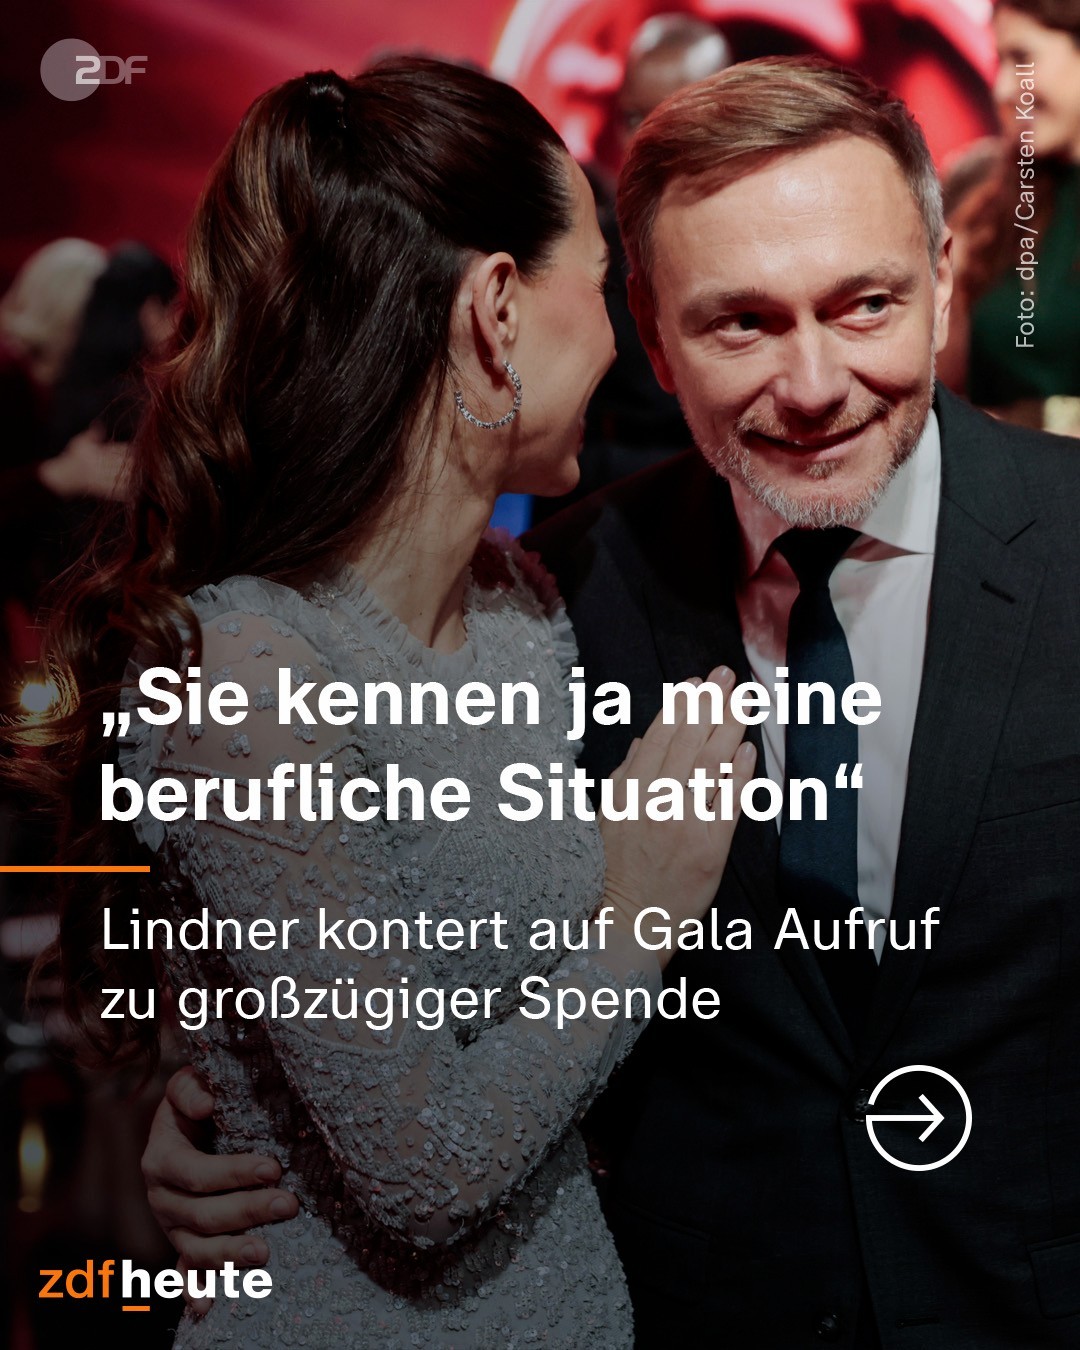 ZDF
Foto: dpa/Carsten Koall
„Sie kennen ja meine
berufliche Situation“
Lindner kontert auf Gala Aufruf
zu großzügiger Spende
zdfheute